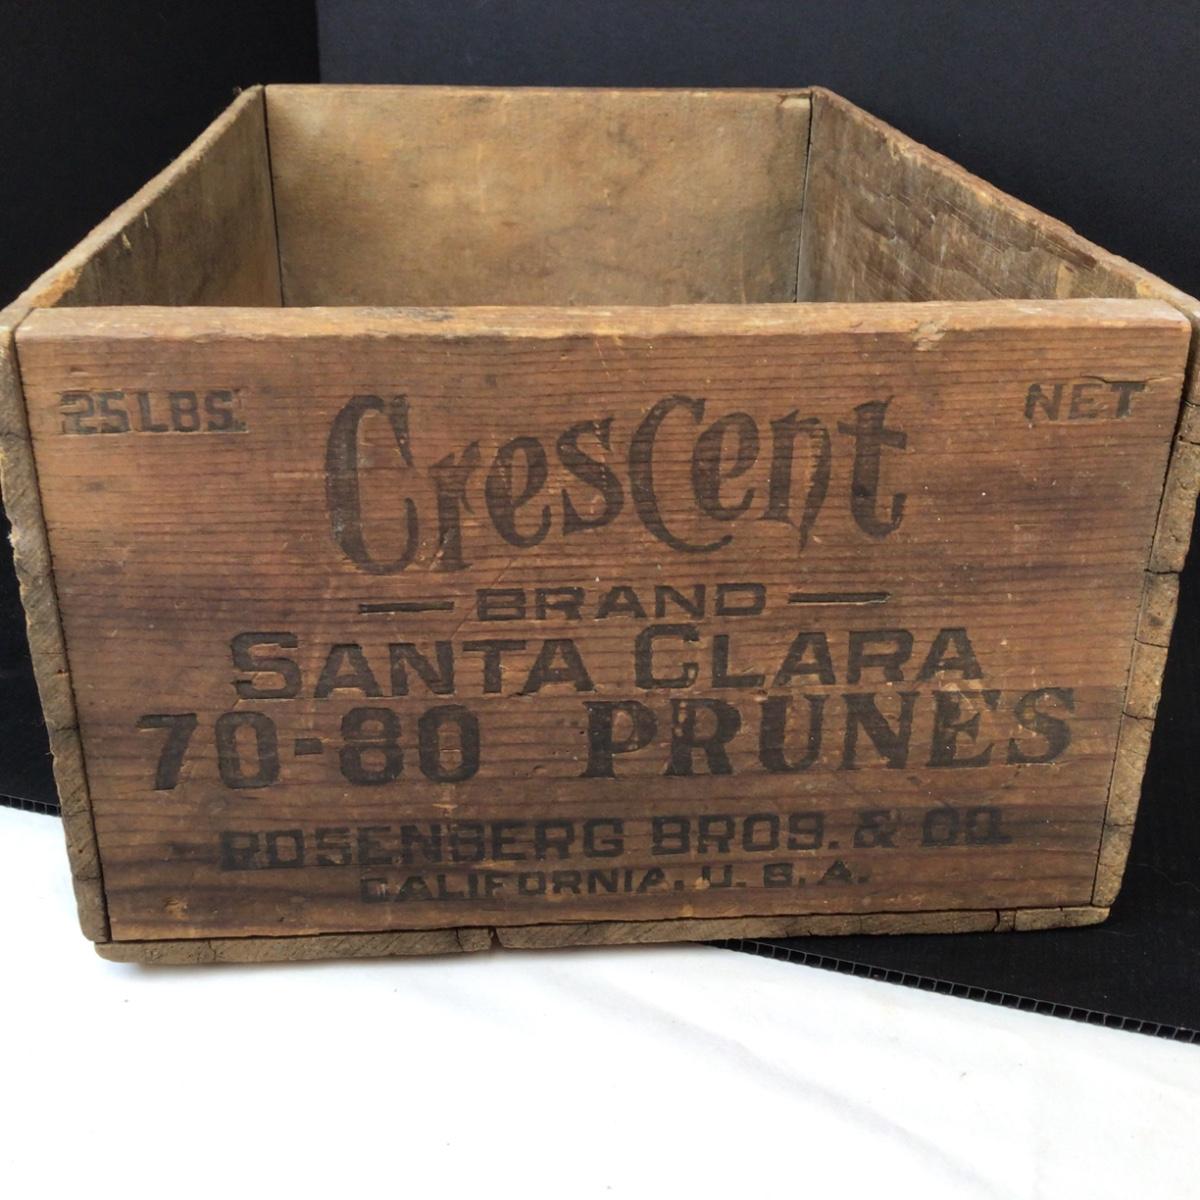 25 LBS. NET
Crescent
— BRAND —
SANTA CLARA
70-80 PRUNES
ROSENBERG BROS. & CO.
CALIFORNIA, U. S. A.